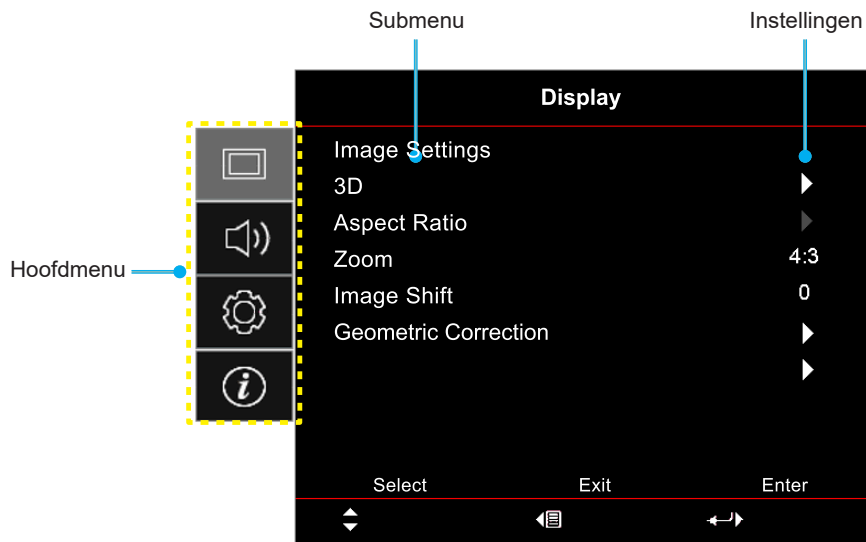 Submenu Instellingen
Display
Image Settings
3D
Aspect Ratio
Zoom 4:3
Image Shift 0
Geometric Correction
Hoofdmenu
Select Exit Enter